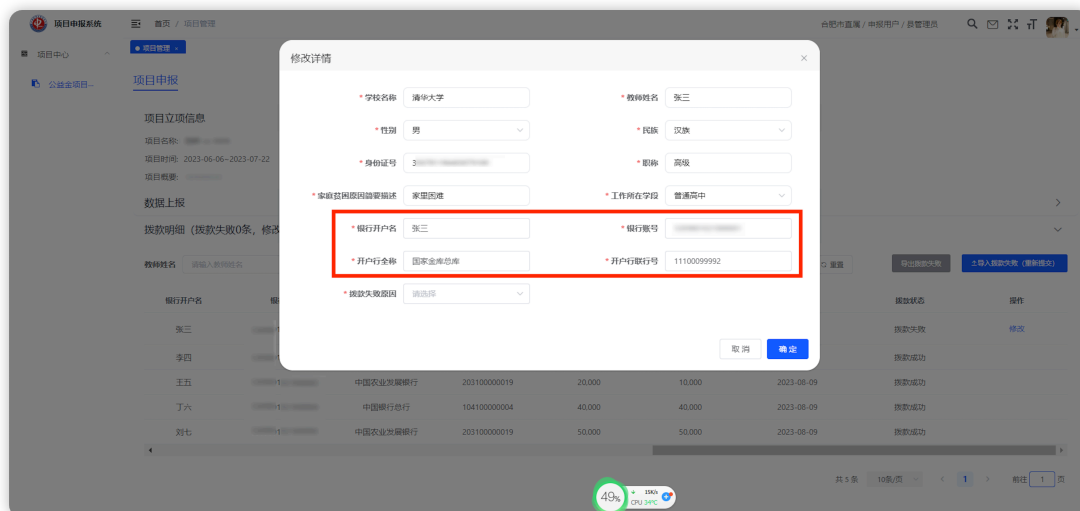 项目申报系统
首页 / 项目管理
合肥市直属 / 申报用户 / 县管理员
项目中心
项目管理 ×
公益金项目...
项目申报
项目立项信息
项目名称:
项目时间: 2023-06-06~2023-07-22
项目概要:
数据上报
拨款明细（拨款失败0条，修改
教师姓名 请输入教师姓名
重置
导出拨款失败
导入拨款失败（重新提交）
修改详情
* 学校名称 清华大学
* 教师姓名 张三
* 性别 男
* 民族 汉族
* 身份证号 3
* 职称 高级
* 家庭贫困原因简要描述 家里困难
* 工作所在学段 普通高中
* 银行开户名 张三
* 银行账号
* 开户行全称 国家金库总库
* 开户行联行号 11100099992
* 拨款失败原因 请选择
取消 确定
银行开户名 拨款状态 操作
张三 拨款失败 修改
李四 拨款成功
王五 中国农业发展银行 203100000019 20,000 10,000 2023-08-09 拨款成功
丁六 中国银行总行 104100000004 40,000 40,000 2023-08-09 拨款成功
刘七 中国农业发展银行 203100000019 50,000 50,000 2023-08-09 拨款成功
共 5 条 10条/页 1 前往 1 页
49% 15K/s
CPU 34°C